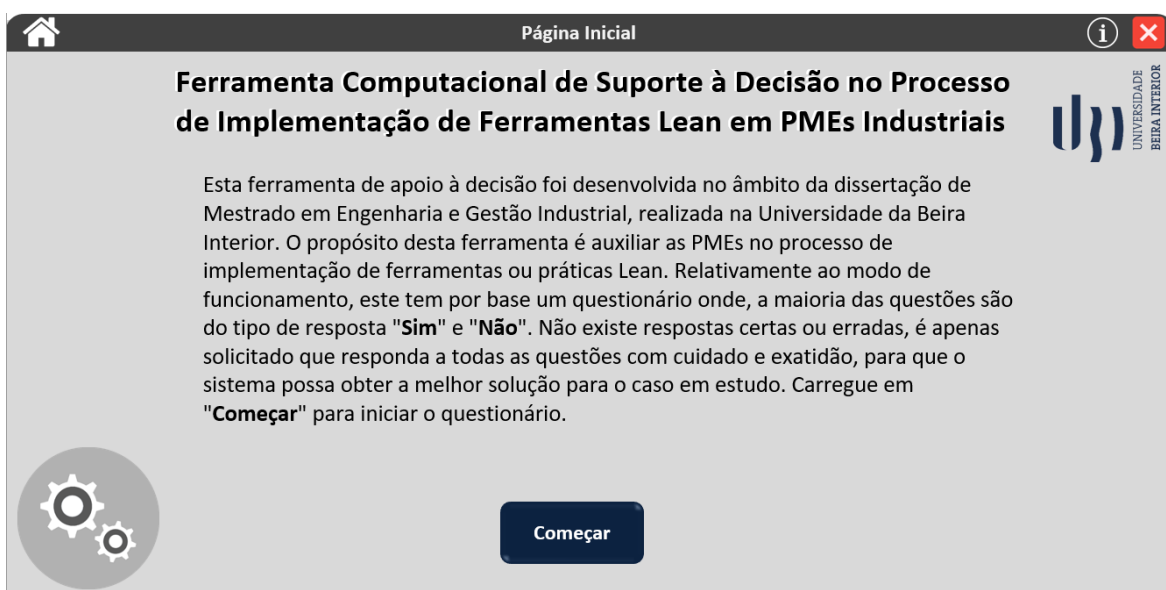 Página Inicial
i
Ferramenta Computacional de Suporte à Decisão no Processo
de Implementação de Ferramentas Lean em PMEs Industriais
ubi
UNIVERSIDADE
BEIRA INTERIOR
Esta ferramenta de apoio à decisão foi desenvolvida no âmbito da dissertação de
Mestrado em Engenharia e Gestão Industrial, realizada na Universidade da Beira
Interior. O propósito desta ferramenta é auxiliar as PMEs no processo de
implementação de ferramentas ou práticas Lean. Relativamente ao modo de
funcionamento, este tem por base um questionário onde, a maioria das questões são
do tipo de resposta "Sim" e "Não". Não existe respostas certas ou erradas, é apenas
solicitado que responda a todas as questões com cuidado e exatidão, para que o
sistema possa obter a melhor solução para o caso em estudo. Carregue em
"Começar" para iniciar o questionário.
Começar